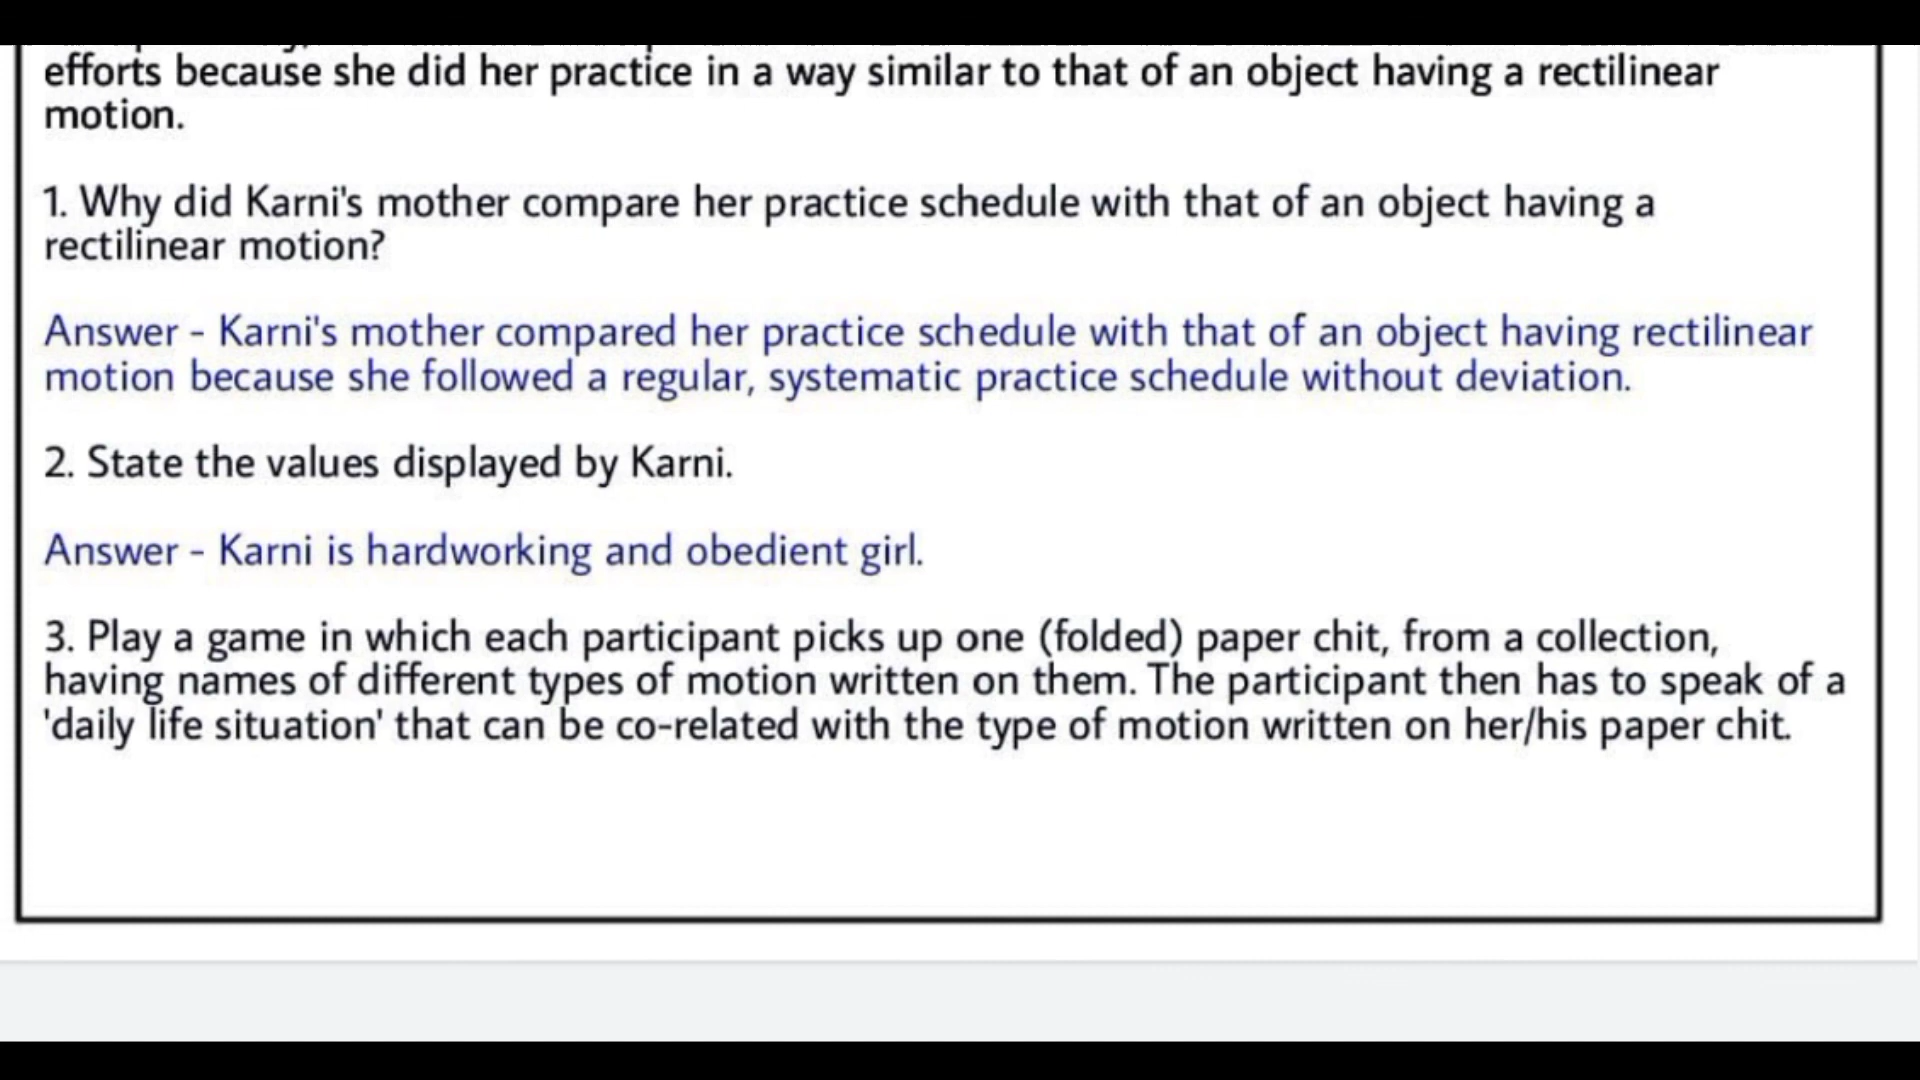 efforts because she did her practice in a way similar to that of an object having a rectilinear
motion.
1. Why did Karni's mother compare her practice schedule with that of an object having a
rectilinear motion?
Answer - Karni's mother compared her practice schedule with that of an object having rectilinear
motion because she followed a regular, systematic practice schedule without deviation.
2. State the values displayed by Karni.
Answer - Karni is hardworking and obedient girl.
3. Play a game in which each participant picks up one (folded) paper chit, from a collection,
having names of different types of motion written on them. The participant then has to speak of a
'daily life situation' that can be co-related with the type of motion written on her/his paper chit.